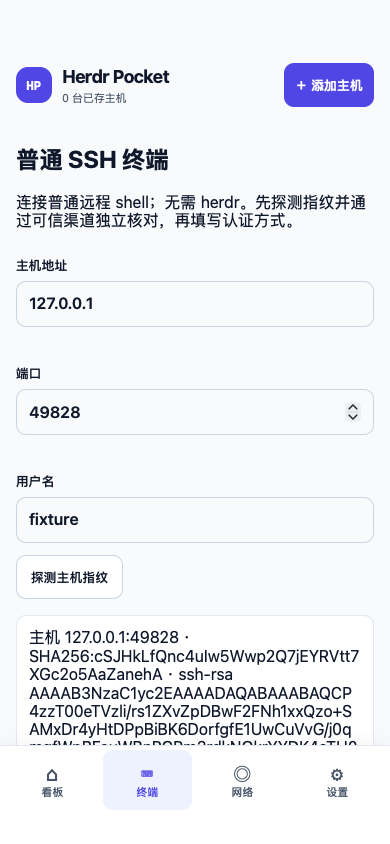 HP
Herdr Pocket
0 台已存主机
+ 添加主机
普通 SSH 终端
连接普通远程 shell；无需 herdr。先探测指纹并通
过可信渠道独立核对，再填写认证方式。
主机地址
127.0.0.1
端口
49828
用户名
fixture
探测主机指纹
主机 127.0.0.1:49828 ·
SHA256:cSJHkLfQnc4uIw5Wwp2Q7jEYRVtt7
XGc2o5AaZanehA · ssh-rsa
AAAAB3NzaC1yc2EAAAADAQABAAABAQCP
4zzT00eTVzli/rs1ZXvZpDBwF2FNh1xxQzo+S
AMxDr4yHtDPpBiBK6DorfgfE1UwCuVvG/j0q
看板
终端
网络
设置